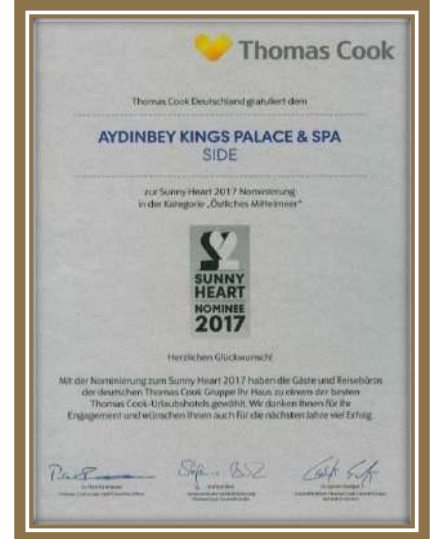 Thomas Cook
Thomas Cook Deutschland gratuliert dem
AYDINBEY KINGS PALACE & SPA
SIDE
zur Sunny Heart 2017 Nominierung
in der Kategorie „Östliches Mittelmeer"
SUNNY
HEART
NOMINEE
2017
Herzlichen Glückwunsch!
Mit der Nominierung zum Sunny Heart 2017 haben die Gäste und Reisebüros
der deutschen Thomas Cook Gruppe Ihr Haus zu einem der besten
Thomas Cook-Urlaubshotels gewählt. Wir danken Ihnen für Ihr
Engagement und wünschen Ihnen auch für die nächsten Jahre viel Erfolg.